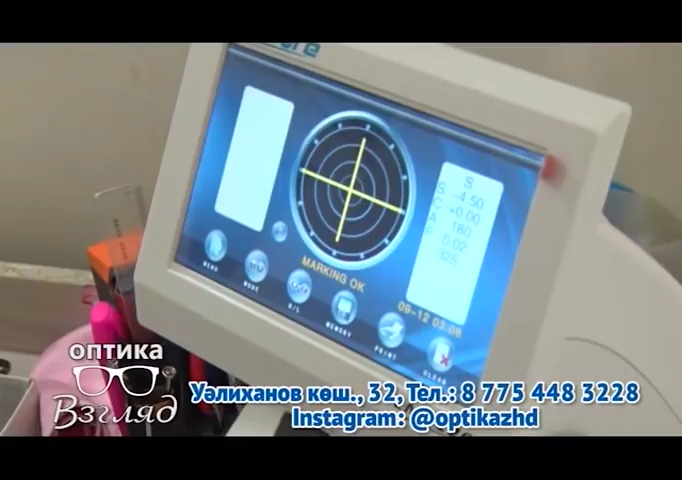 S
S -4.50
C +0.00
A 180
P 0.02
325
MARKING OK
09-12 03:08
MENU
MODE
R/L
MEMORY
PRINT
CLEAR
оптика
Взгляд
Уәлиханов көш., 32, Тел.: 8 775 448 3228
Instagram: @optikazhd